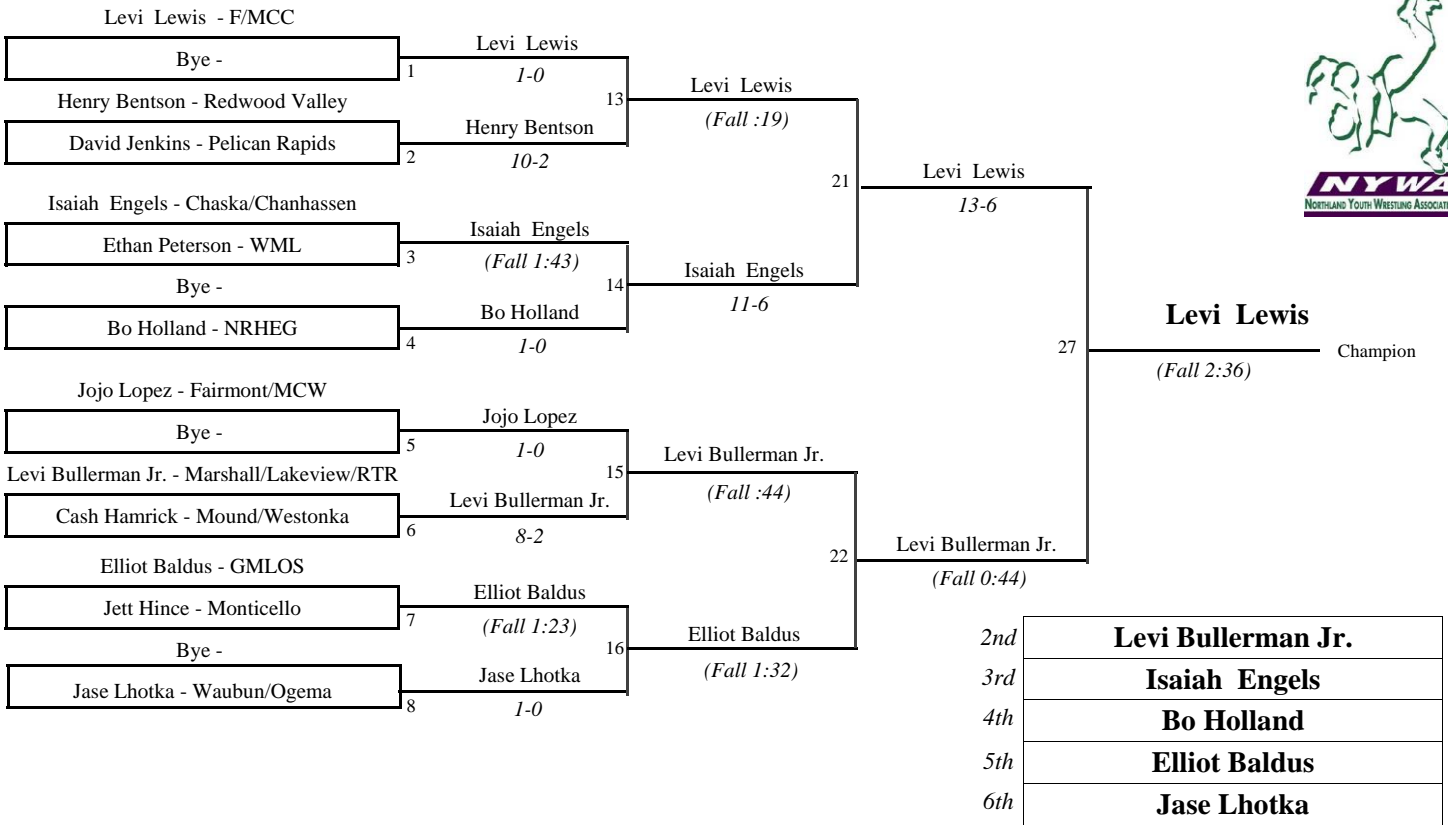 Levi Lewis - F/MCC
Bye -
1
Levi Lewis
1-0
Henry Bentson - Redwood Valley
David Jenkins - Pelican Rapids
2
Henry Bentson
10-2
13
Levi Lewis
(Fall :19)
Isaiah Engels - Chaska/Chanhassen
Ethan Peterson - WML
3
Isaiah Engels
(Fall 1:43)
Bye -
Bo Holland - NRHEG
4
Bo Holland
1-0
14
Isaiah Engels
11-6
21
Levi Lewis
13-6
Jojo Lopez - Fairmont/MCW
Bye -
5
Jojo Lopez
1-0
Levi Bullerman Jr. - Marshall/Lakeview/RTR
Cash Hamrick - Mound/Westonka
6
Levi Bullerman Jr.
8-2
15
Levi Bullerman Jr.
(Fall :44)
Elliot Baldus - GMLOS
Jett Hince - Monticello
7
Elliot Baldus
(Fall 1:23)
Bye -
Jase Lhotka - Waubun/Ogema
8
Jase Lhotka
1-0
16
Elliot Baldus
(Fall 1:32)
22
Levi Bullerman Jr.
(Fall 0:44)
27
Levi Lewis
(Fall 2:36)
Champion
NYWA
NORTHLAND YOUTH WRESTLING
2nd Levi Bullerman Jr.
3rd Isaiah Engels
4th Bo Holland
5th Elliot Baldus
6th Jase Lhotka